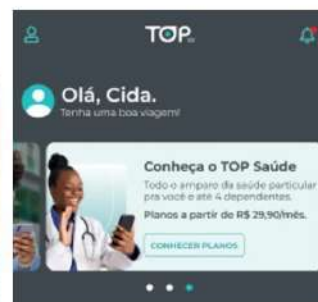 TOP
Olá, Cida.
Tenha uma boa viagem!
Conheça o TOP Saúde
Todo o amparo da saúde particular
pra você e até 4 dependentes.
Planos a partir de R$ 29,90/mês.
CONHECER PLANOS